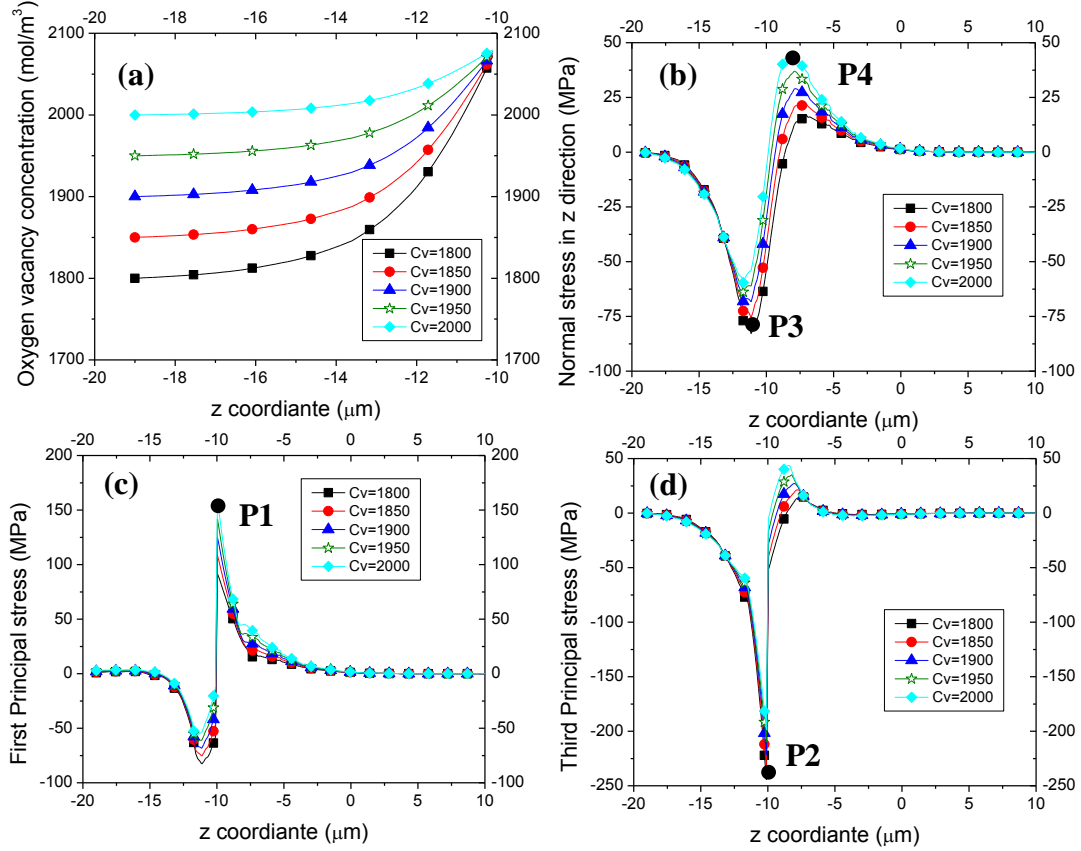 -20 -18 -16 -14 -12 -10
2100 2100
2000 2000
1900 1900
1800 1800
1700 1700
-20 -18 -16 -14 -12 -10
(a)
Cv=1800
Cv=1850
Cv=1900
Cv=1950
Cv=2000
Oxygen vacancy concentration (mol/m³)
z coordiante (μm)
-20 -15 -10 -5 0 5 10
50 50
25 25
0 0
-25 -25
-50 -50
-75 -75
-100 -100
-20 -15 -10 -5 0 5 10
(b)
P4
P3
Cv=1800
Cv=1850
Cv=1900
Cv=1950
Cv=2000
Normal stress in z direction (MPa)
z coordiante (μm)
-20 -15 -10 -5 0 5 10
200 200
150 150
100 100
50 50
0 0
-50 -50
-100 -100
-20 -15 -10 -5 0 5 10
(c)
P1
Cv=1800
Cv=1850
Cv=1900
Cv=1950
Cv=2000
First Principal stress (MPa)
z coordiante (μm)
-20 -15 -10 -5 0 5 10
100 50
50 0
0 -50
-50 -100
-100 -150
-150 -200
-200 -250
-250
-20 -15 -10 -5 0 5 10
(d)
P2
Cv=1800
Cv=1850
Cv=1900
Cv=1950
Cv=2000
Third Principal stress (MPa)
z coordiante (μm)